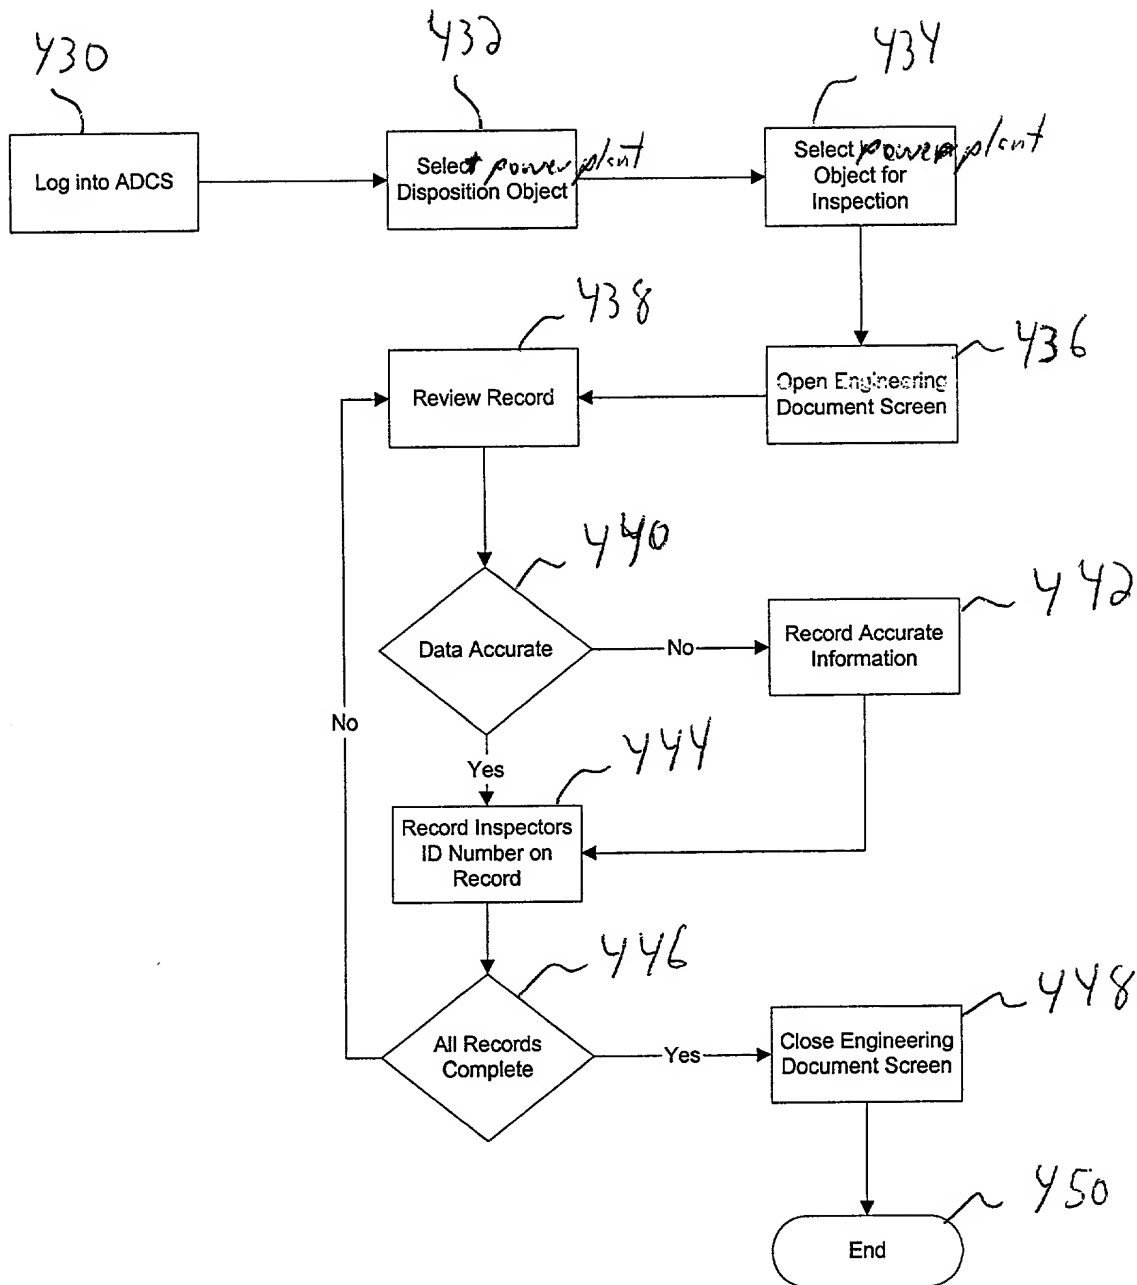 430
432
434
Log into ADCS
Select power plant
Disposition Object
Select power plant
Object for
Inspection
438
436
Review Record
Open Engineering
Document Screen
440
442
Data Accurate
No
Record Accurate
Information
No
444
Yes
Record Inspectors
ID Number on
Record
446
448
All Records
Complete
Yes
Close Engineering
Document Screen
450
End